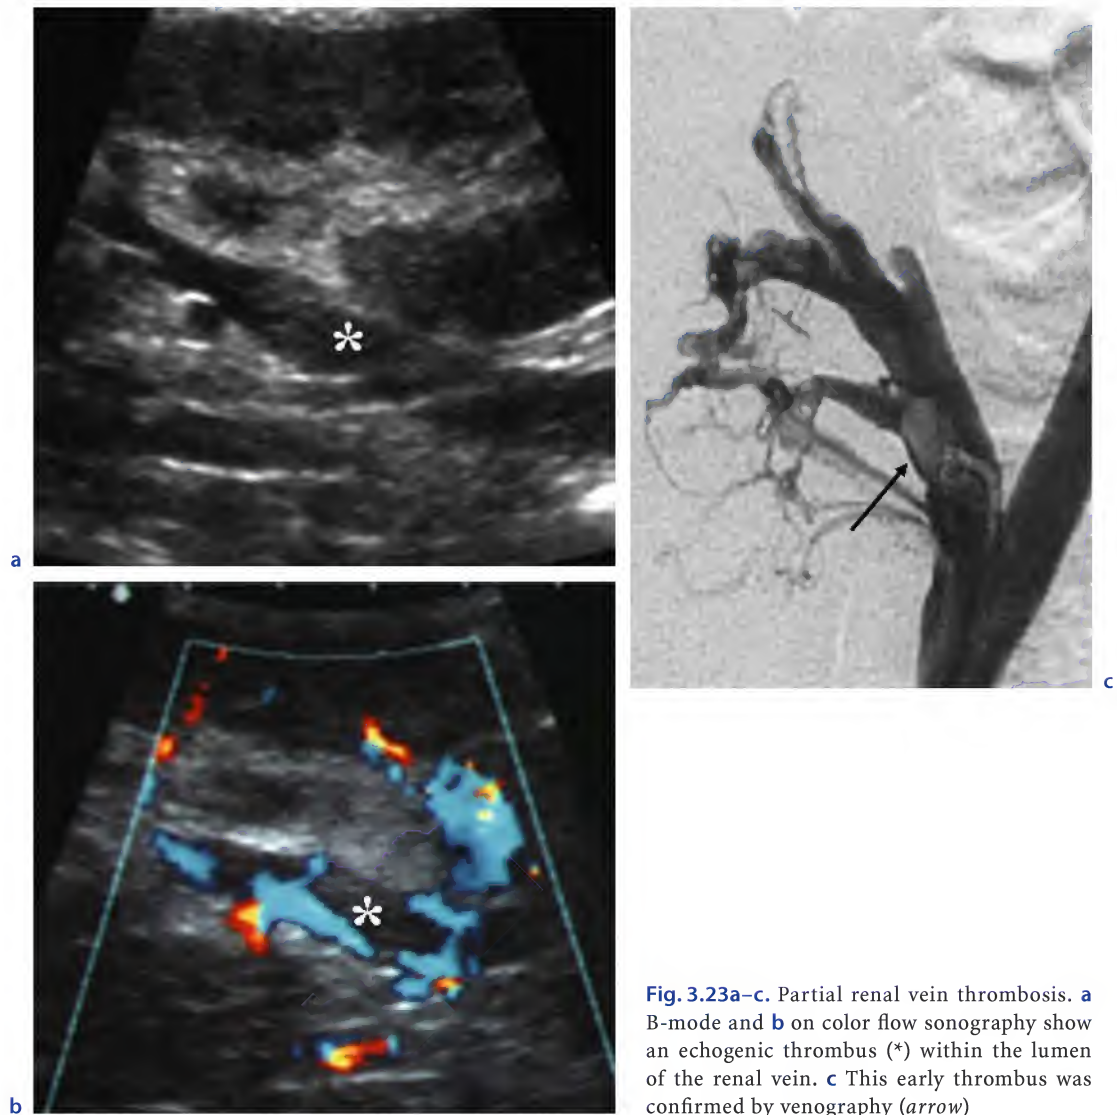 a
c
b
*
*
Fig. 3.23a–c. Partial renal vein thrombosis. a
B-mode and b on color flow sonography show
an echogenic thrombus (*) within the lumen
of the renal vein. c This early thrombus was
confirmed by venography (arrow)